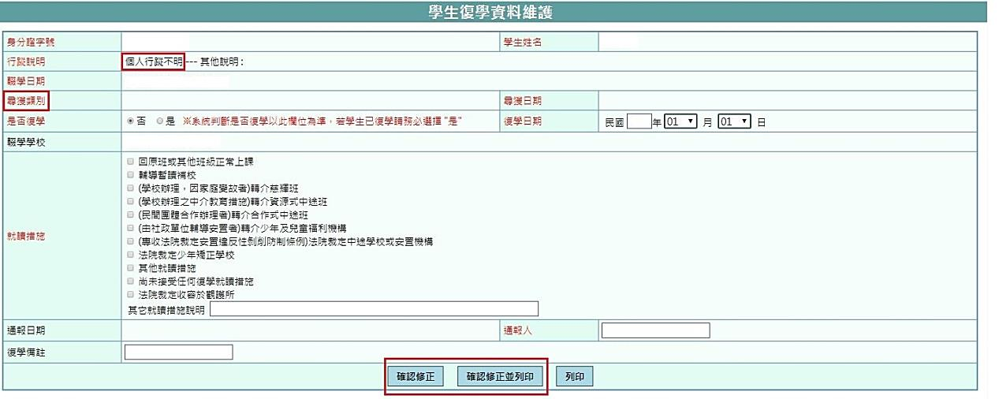 學生復學資料維護
身分證字號 學生姓名
行蹤說明 個人行蹤不明 --- 其他說明:
輟學日期
尋獲類別 尋獲日期
是否復學 否 是 ※系統判斷是否復學以此欄位為準，若學生已復學請務必選擇 "是" 復學日期 民國 年 01 月 01 日
輟學學校
就讀措施
回原班或其他班級正常上課
輔導暫讀補校
(學校辦理，因家庭變故者)轉介慈輝班
(學校辦理之中介教育措施)轉介資源式中途班
(民間團體合作辦理者)轉介合作式中途班
(由社政單位輔導安置者)轉介少年及兒童福利機構
(專收法院裁定安置違反性剝削防制條例)法院裁定中途學校或安置機構
法院裁定少年矯正學校
其他就讀措施
尚未接受任何復學就讀措施
法院裁定收容於觀護所
其它就讀措施說明
通報日期 通報人
復學備註
確認修正 確認修正並列印 列印